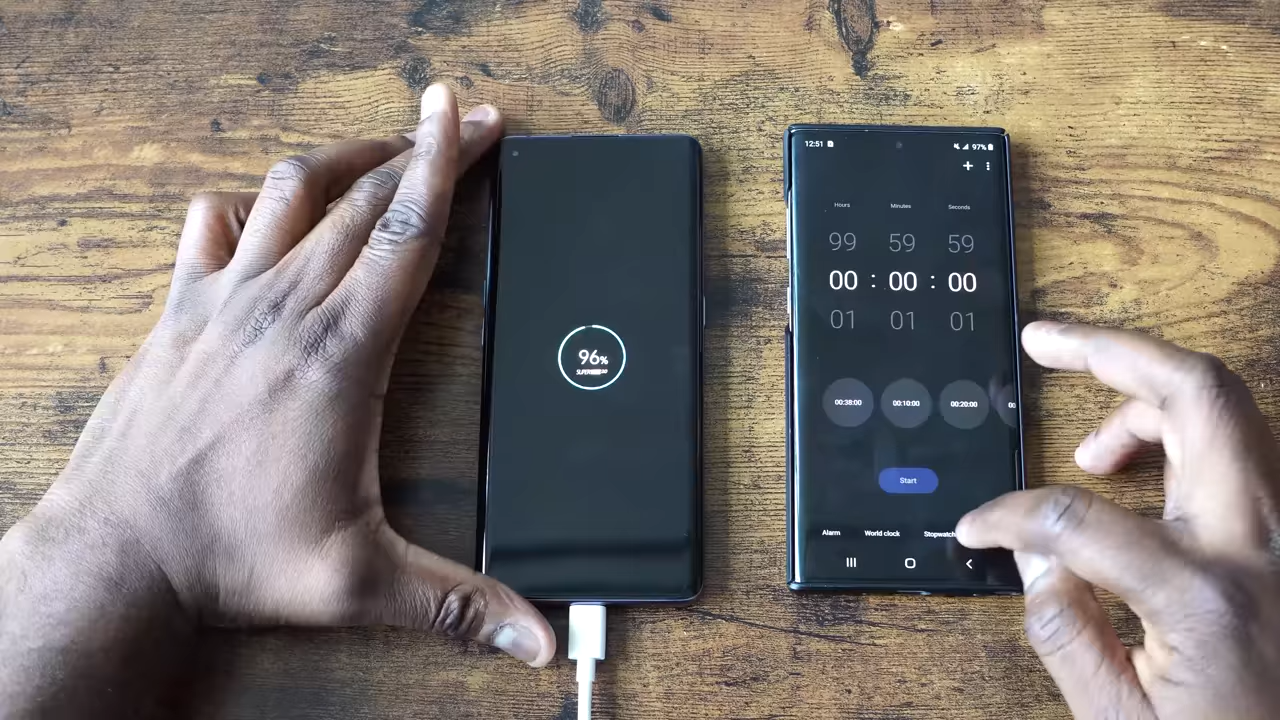 96%
12:51
97%
Hours Minutes Seconds
99 59 59
00 : 00 : 00
01 01 01
00:38:00 00:10:00 00:20:00 00
Start
Alarm World clock Stopwatch